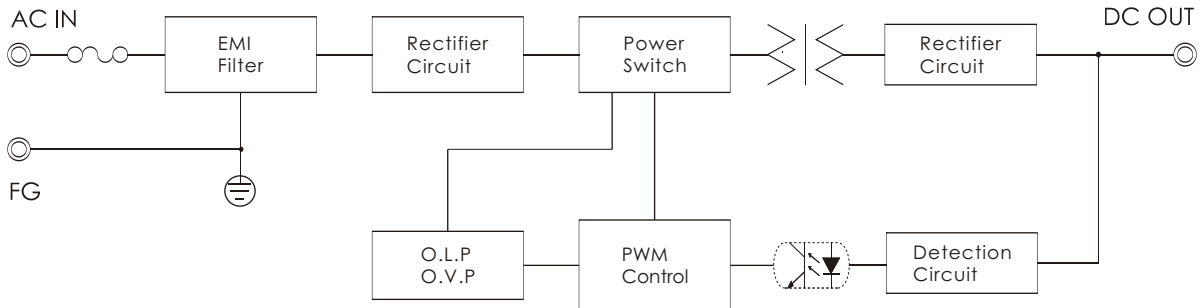 AC IN
DC OUT
EMI
Filter
Rectifier
Circuit
Power
Switch
Rectifier
Circuit
FG
O.L.P
O.V.P
PWM
Control
Detection
Circuit